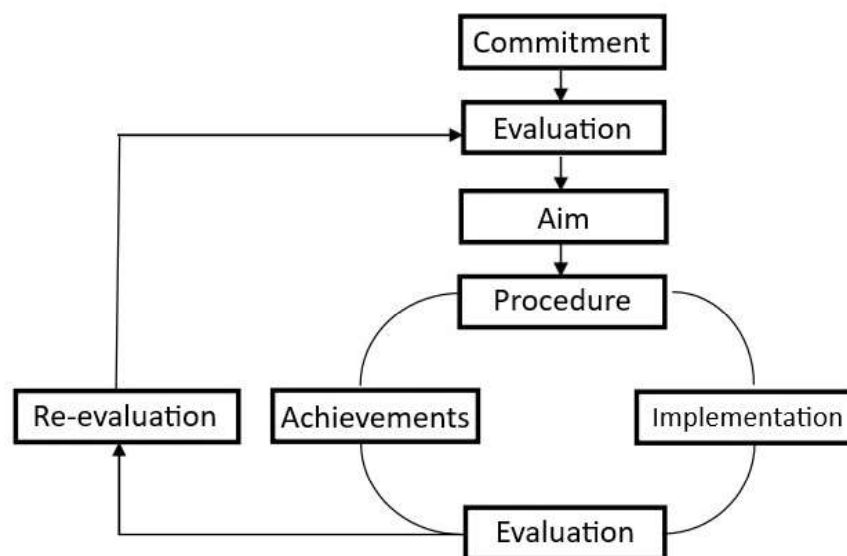 Commitment
Evaluation
Aim
Procedure
Re-evaluation
Achievements
Implementation
Evaluation